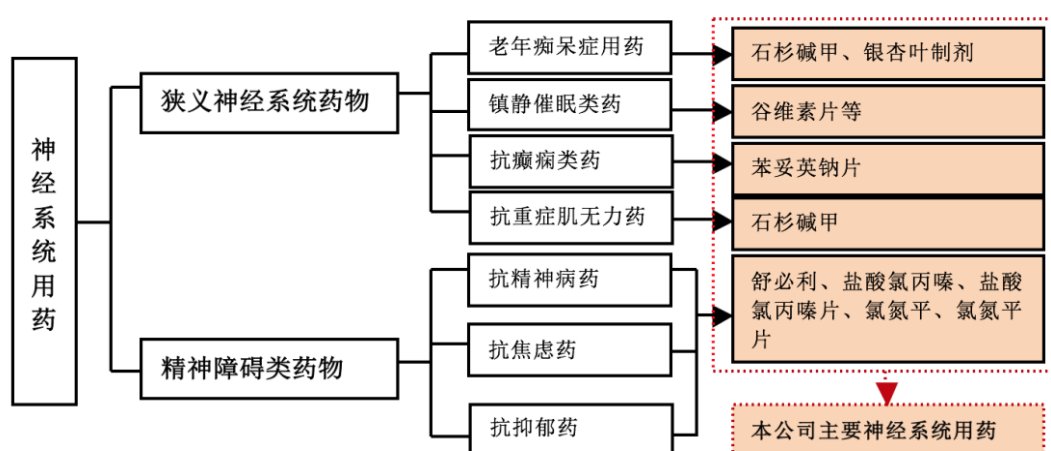 神经系统用药
狭义神经系统药物
老年痴呆症用药
镇静催眠类药
抗癫痫类药
抗重症肌无力药
石杉碱甲、银杏叶制剂
谷维素片等
苯妥英钠片
石杉碱甲
精神障碍类药物
抗精神病药
抗焦虑药
抗抑郁药
舒必利、盐酸氯丙嗪、盐酸
氯丙嗪片、氯氮平、氯氮平
片
本公司主要神经系统用药